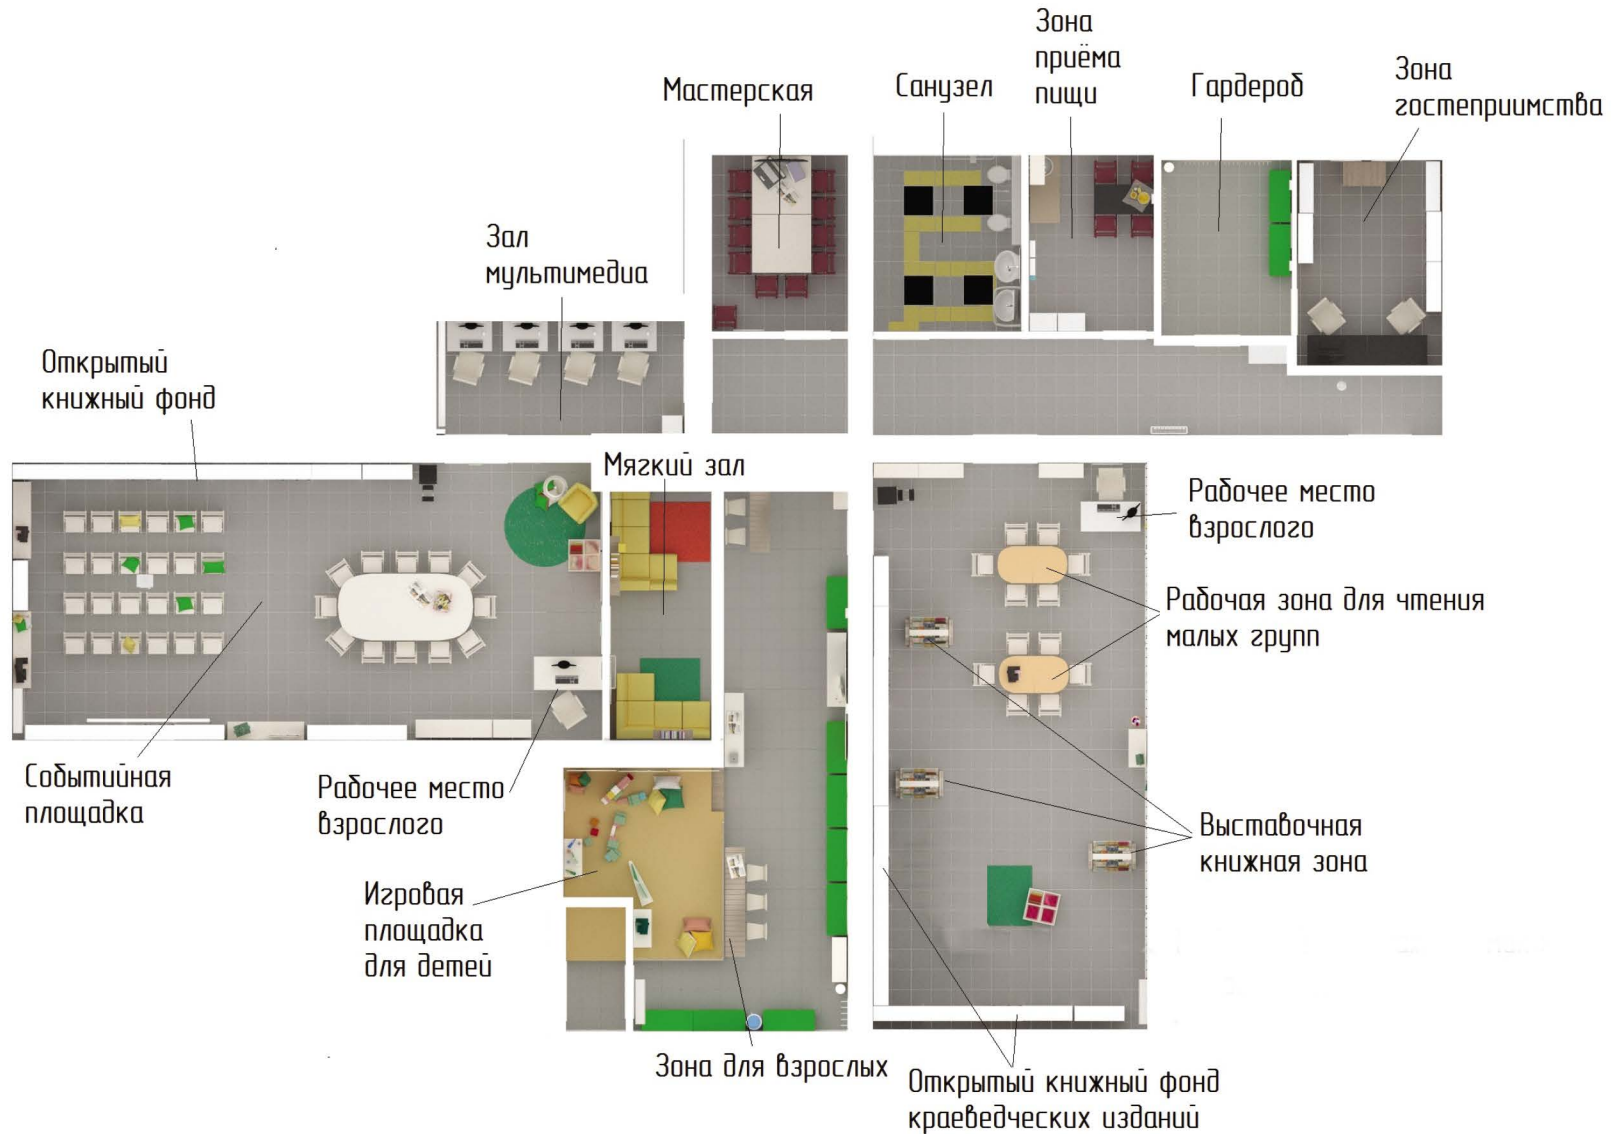 Зона
приёма
пищи
Мастерская
Санузел
Гардероб
Зона
гостеприимства
Зал
мультимедиа
Открытый
книжный фонд
Мягкий зал
Рабочее место
взрослого
Рабочая зона для чтения
малых групп
Событийная
площадка
Рабочее место
взрослого
Выставочная
книжная зона
Игровая
площадка
для детей
Зона для взрослых
Открытый книжный фонд
краеведческих изданий